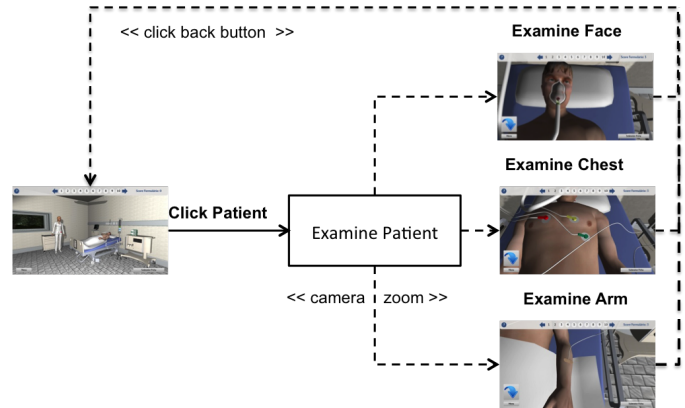 << click back button >>
Examine Face
Examine Chest
Click Patient
Examine Patient
<< camera zoom >>
Examine Arm